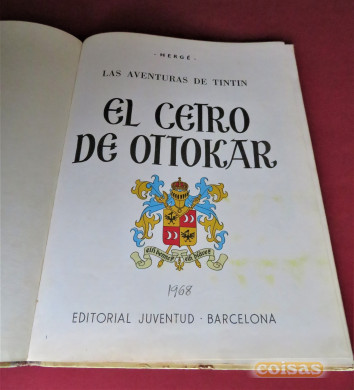 - HERGÉ -
LAS AVENTURAS DE TINTIN
EL CETRO
DE OTTOKAR
1968
EDITORIAL JUVENTUD - BARCELONA
coisas